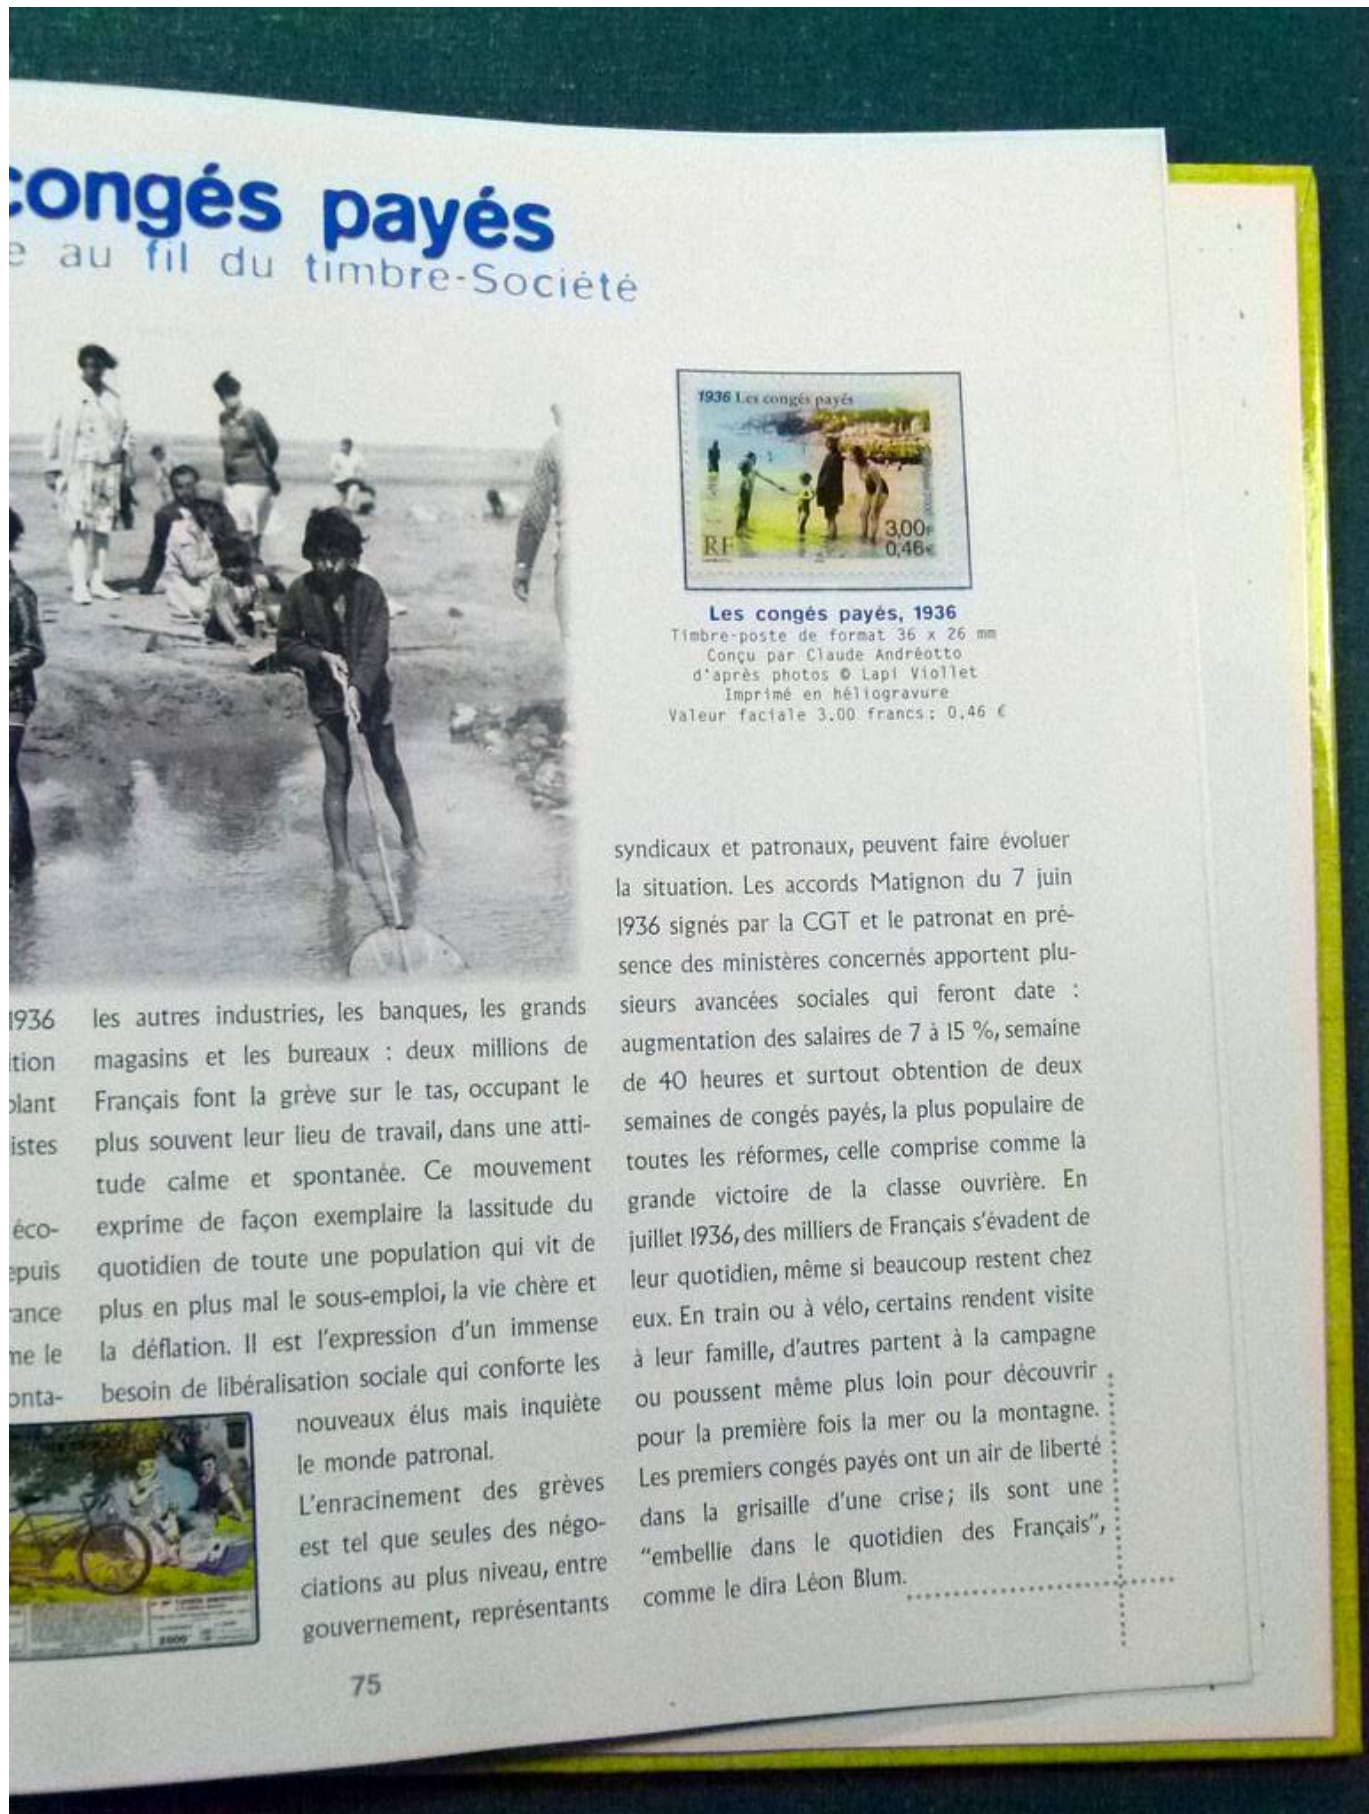 congés payés
e au fil du timbre-Société
1936 Les congés payés
3,00F
RF
0,46€
Les congés payés, 1936
Timbre-poste de format 36 x 26 mm
Conçu par Claude Andréotto
d'après photos © Lapi Viollet
Imprimé en héliogravure
Valeur faciale 3.00 francs; 0.46 €
1936
ition
plant
istes
éco-
epuis
rance
me le
onta-
les autres industries, les banques, les grands
magasins et les bureaux : deux millions de
Français font la grève sur le tas, occupant le
plus souvent leur lieu de travail, dans une atti-
tude calme et spontanée. Ce mouvement
exprime de façon exemplaire la lassitude du
quotidien de toute une population qui vit de
plus en plus mal le sous-emploi, la vie chère et
la déflation. Il est l'expression d'un immense
besoin de libéralisation sociale qui conforte les
nouveaux élus mais inquiète
le monde patronal.
L'enracinement des grèves
est tel que seules des négo-
ciations au plus niveau, entre
gouvernement, représentants
syndicaux et patronaux, peuvent faire évoluer
la situation. Les accords Matignon du 7 juin
1936 signés par la CGT et le patronat en pré-
sence des ministères concernés apportent plu-
sieurs avancées sociales qui feront date :
augmentation des salaires de 7 à 15 %, semaine
de 40 heures et surtout obtention de deux
semaines de congés payés, la plus populaire de
toutes les réformes, celle comprise comme la
grande victoire de la classe ouvrière. En
juillet 1936, des milliers de Français s'évadent de
leur quotidien, même si beaucoup restent chez
eux. En train ou à vélo, certains rendent visite
à leur famille, d'autres partent à la campagne
ou poussent même plus loin pour découvrir
pour la première fois la mer ou la montagne.
Les premiers congés payés ont un air de liberté
dans la grisaille d'une crise; ils sont une
"embellie dans le quotidien des Français",
comme le dira Léon Blum.
2000
75